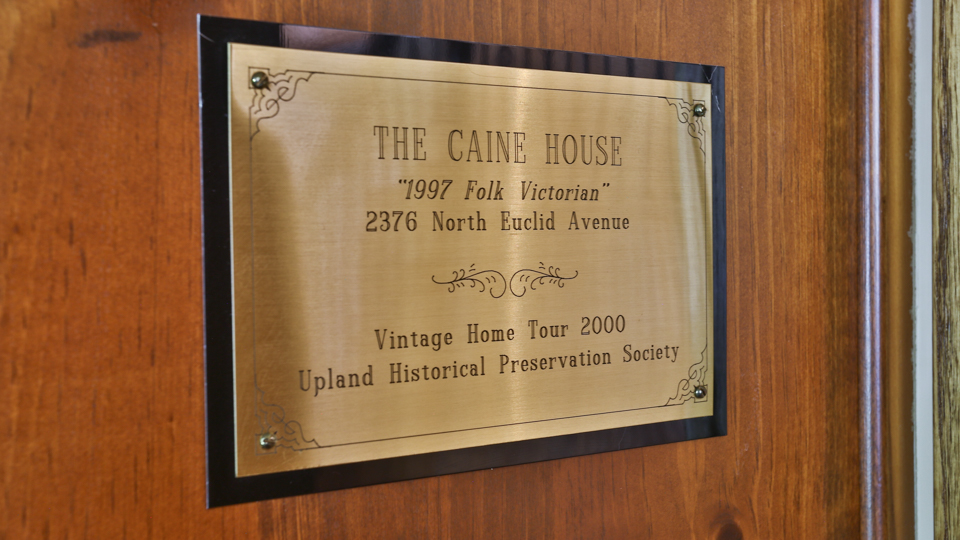 THE CAINE HOUSE
"1997 Folk Victorian"
2376 North Euclid Avenue
Vintage Home Tour 2000
Upland Historical Preservation Society